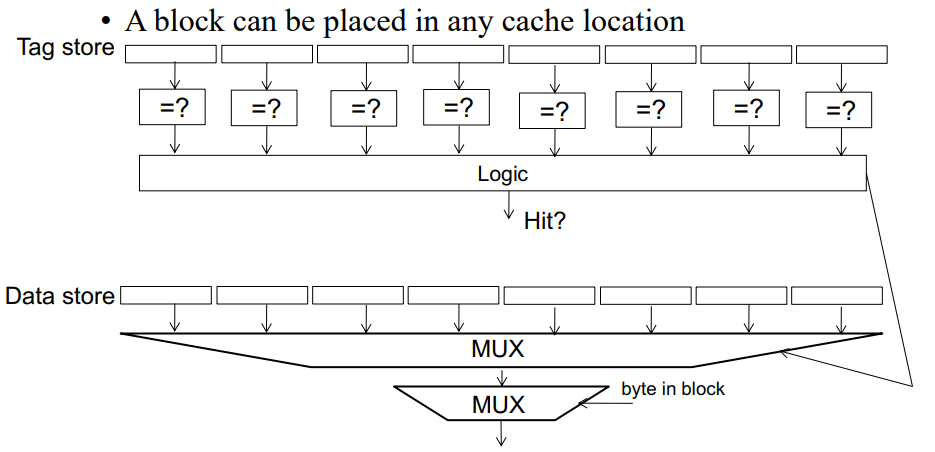 • A block can be placed in any cache location
Tag store
=? =? =? =? =? =? =? =?
Logic
Hit?
Data store
MUX
byte in block
MUX